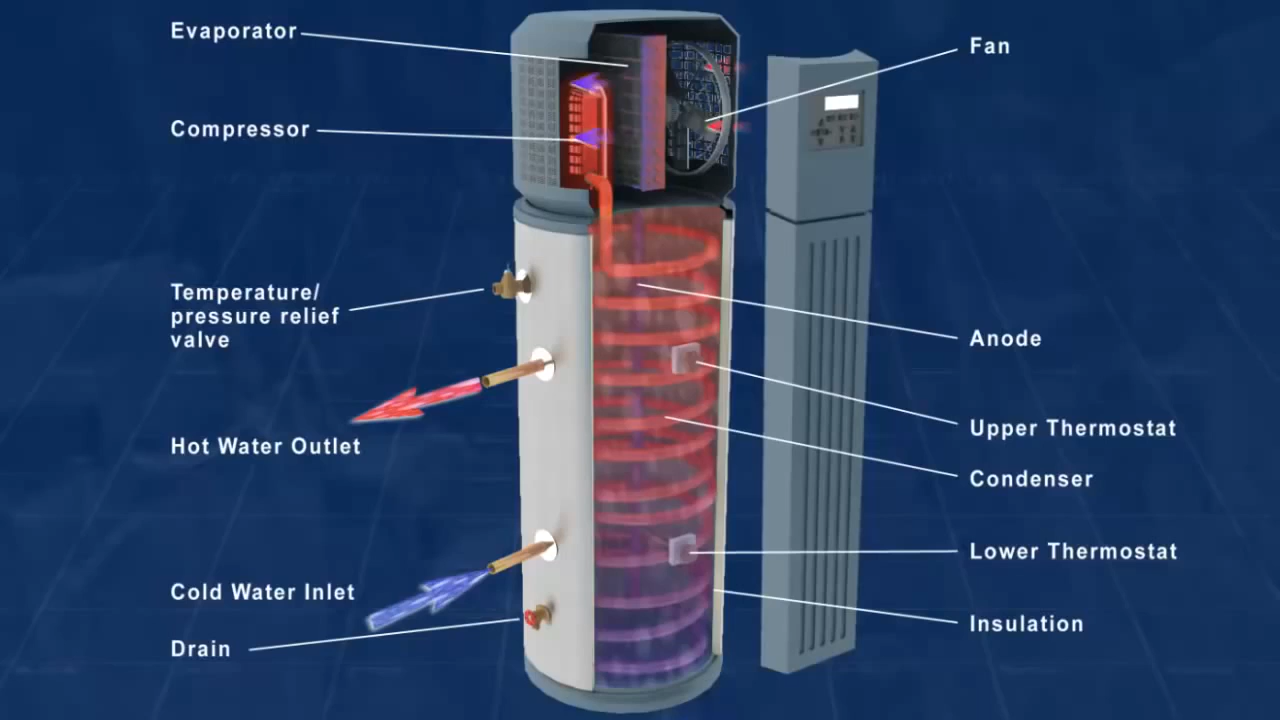 Evaporator
Fan
Compressor
Temperature/
pressure relief
valve
Anode
Upper Thermostat
Hot Water Outlet
Condenser
Lower Thermostat
Cold Water Inlet
Insulation
Drain